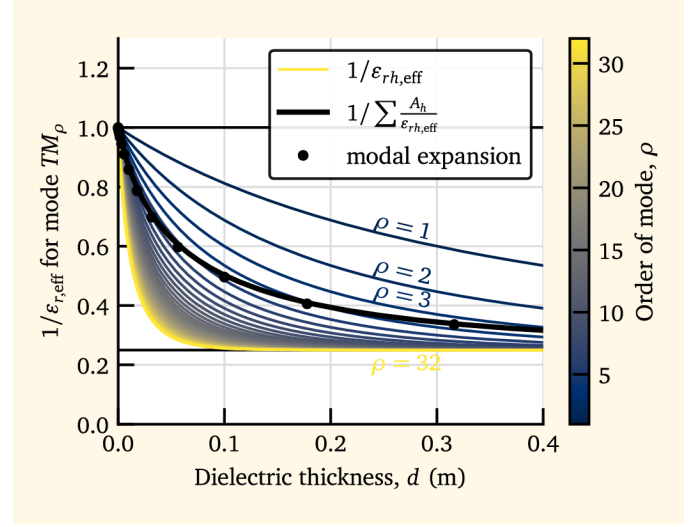 1.2
1.0
0.8
0.6
0.4
0.2
0.0
1/ε_{r,eff} for mode TM_ρ
1/ε_{rh,eff}
1/∑ A_h/ε_{rh,eff}
modal expansion
ρ = 1
ρ = 2
ρ = 3
ρ = 32
0.0 0.1 0.2 0.3 0.4
Dielectric thickness, d (m)
30
25
20
15
10
5
Order of mode, ρ